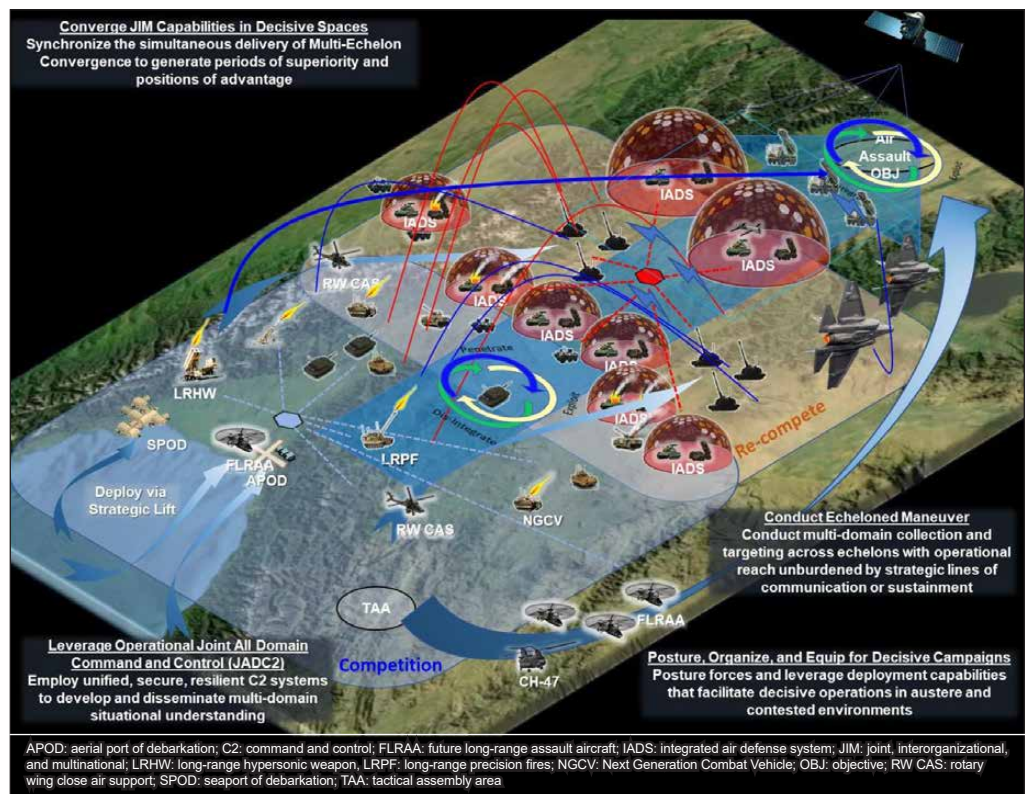 Converge JIM Capabilities in Decisive Spaces
Synchronize the simultaneous delivery of Multi-Echelon
Convergence to generate periods of superiority and
positions of advantage
Air
Assault
OBJ
Exploit
IADS
IADS
IADS
RW CAS
IADS
IADS
IADS
Penetrate
LRHW
Exploit
IADS
Dis-integrate
Re-compete
SPOD
LRPF
IADS
FLRAA
APOD
Deploy via
Strategic Lift
NGCV
RW CAS
Conduct Echeloned Maneuver
Conduct multi-domain collection and
targeting across echelons with operational
reach unburdened by strategic lines of
communication or sustainment
TAA
FLRAA
Leverage Operational Joint All Domain
Command and Control (JADC2)
Employ unified, secure, resilient C2 systems
to develop and disseminate multi-domain
situational understanding
Competition
CH-47
Posture, Organize, and Equip for Decisive Campaigns
Posture forces and leverage deployment capabilities
that facilitate decisive operations in austere and
contested environments
APOD: aerial port of debarkation; C2: command and control; FLRAA: future long-range assault aircraft; IADS: integrated air defense system; JIM: joint, interorganizational,
and multinational; LRHW: long-range hypersonic weapon, LRPF: long-range precision fires; NGCV: Next Generation Combat Vehicle; OBJ: objective; RW CAS: rotary
wing close air support; SPOD: seaport of debarkation; TAA: tactical assembly area